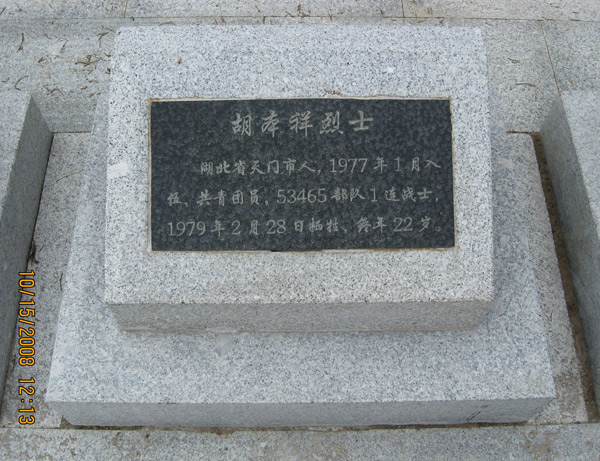 胡本祥烈士
湖北省天门市人，1977年1月入
伍、共青团员，53465部队1连战士，
1979年2月28日牺牲、终年22岁。
10/15/2008 12:13